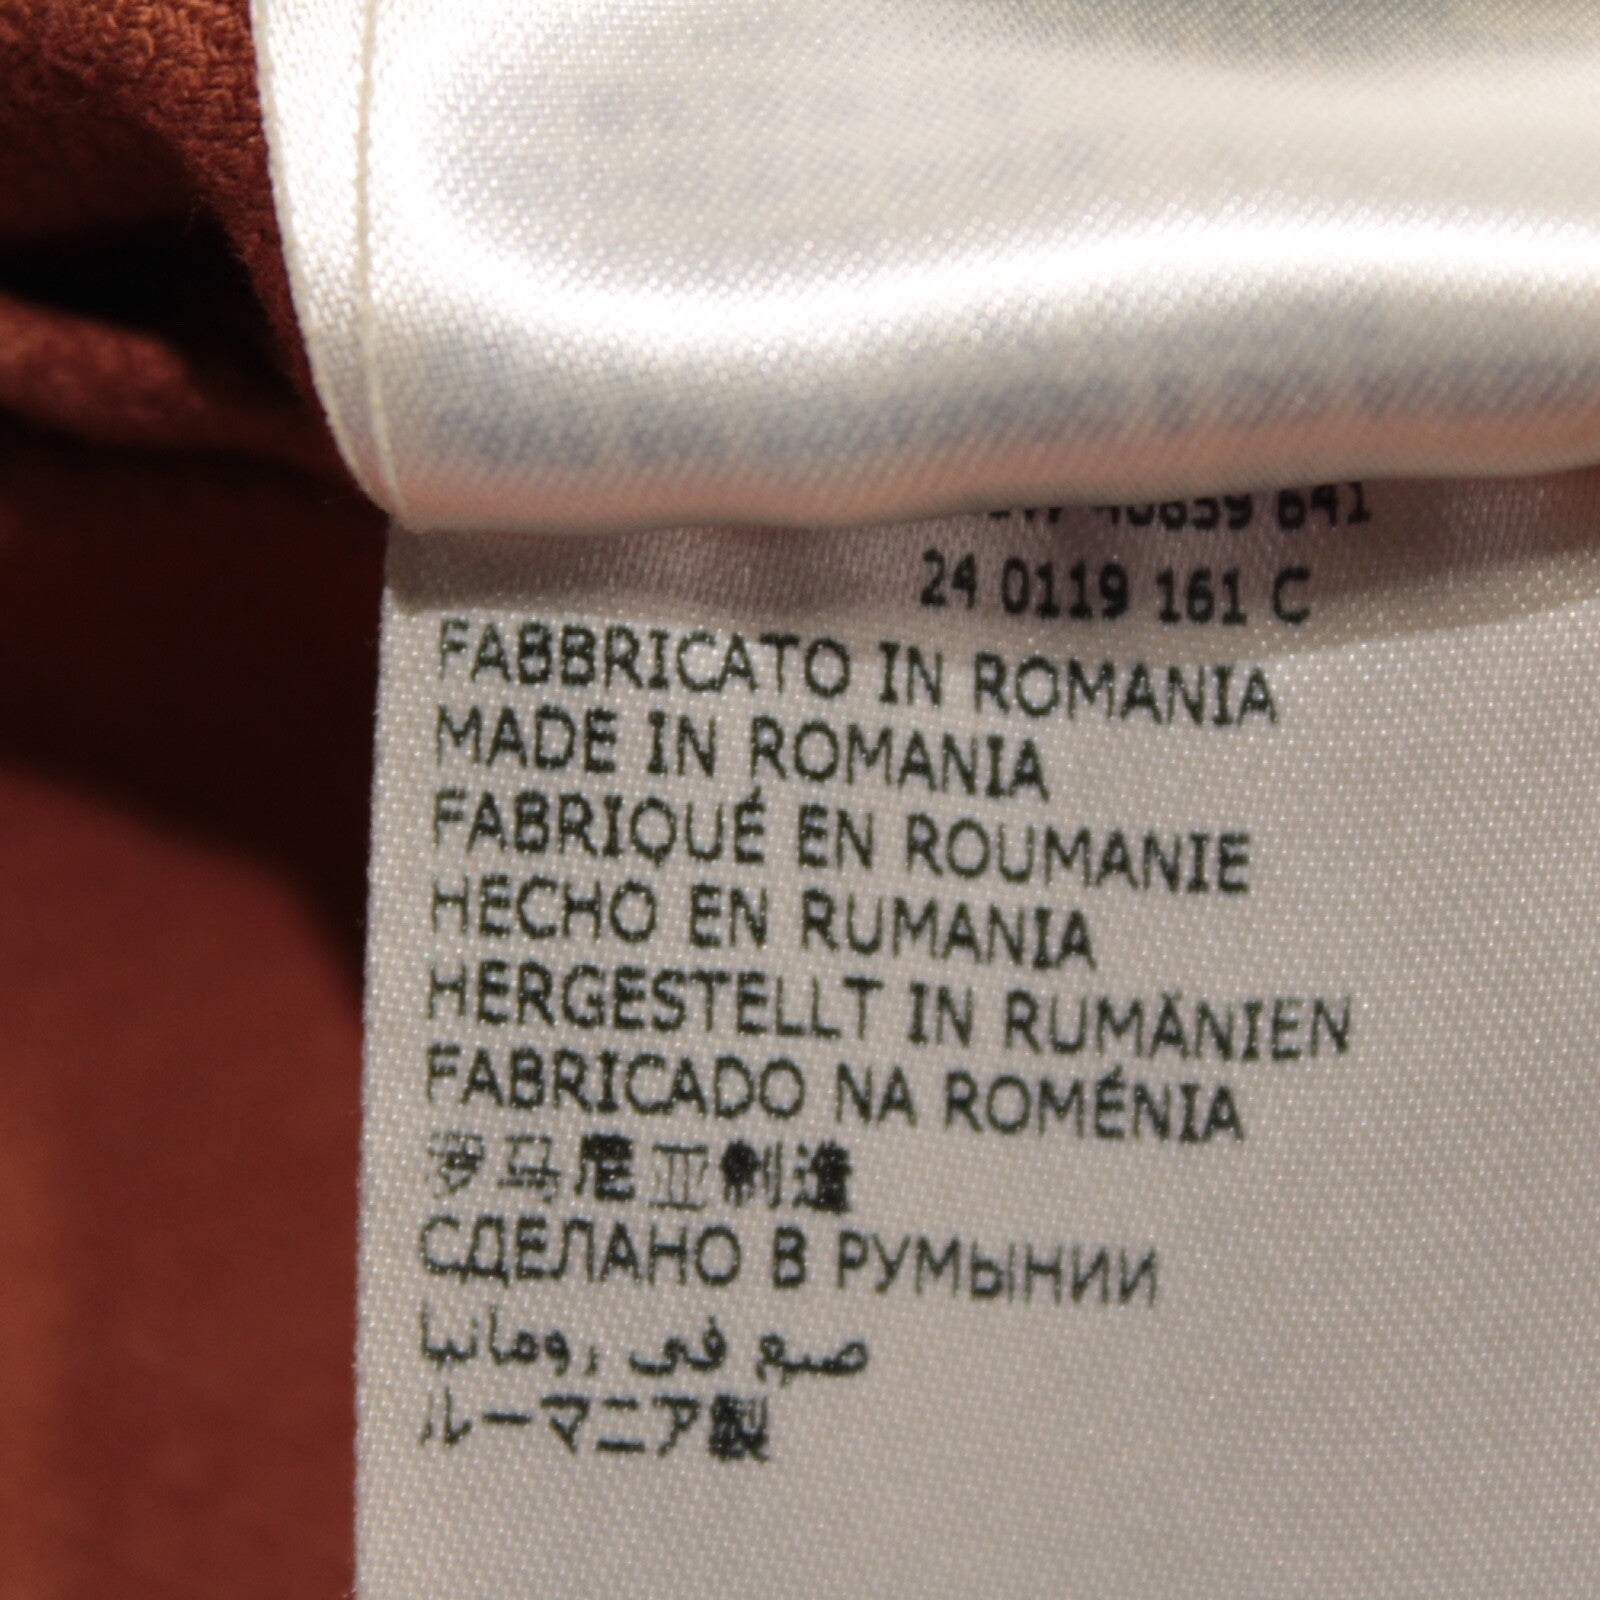 40859 641
24 0119 161 C
FABBRICATO IN ROMANIA
MADE IN ROMANIA
FABRIQUÉ EN ROUMANIE
HECHO EN RUMANIA
HERGESTELLT IN RUMÄNIEN
FABRICADO NA ROMÉNIA
罗马尼亚制造
СДЕЛАНО В РУМЫНИИ
صنع في رومانيا
ルーマニア製